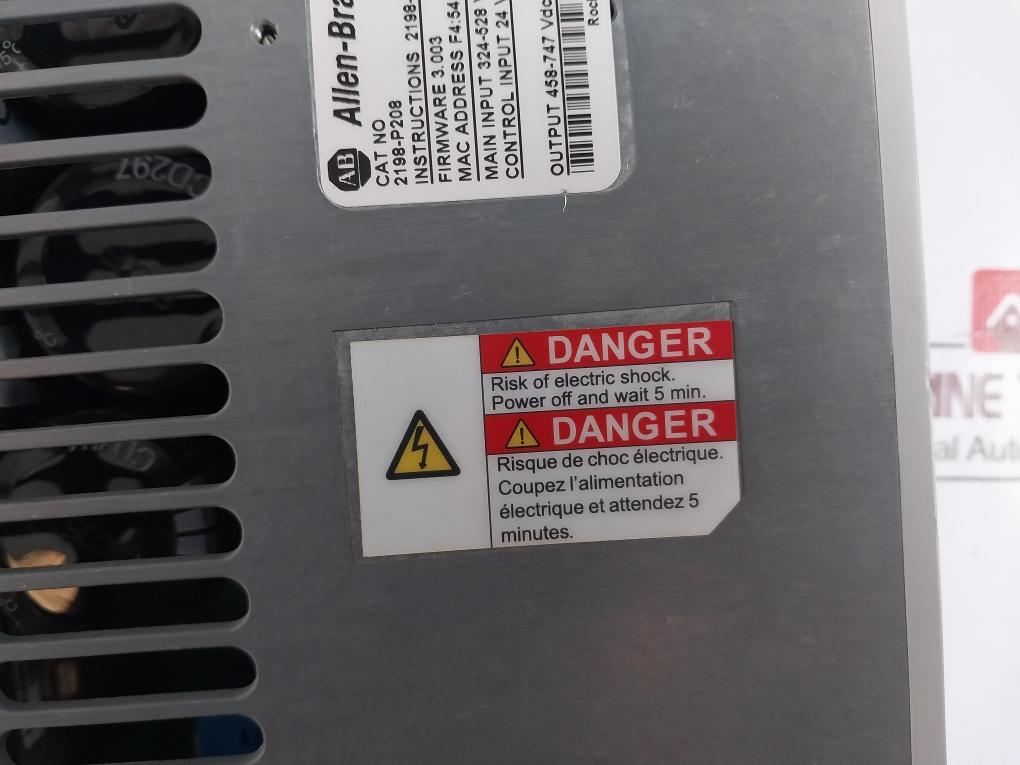 AB Allen-Bra
CAT NO
2198-P208
INSTRUCTIONS 2198-
FIRMWARE 3.003
MAC ADDRESS F4:54
MAIN INPUT 324-528
CONTROL INPUT 24 V
OUTPUT 458-747 Vdc
Roc
CD297
DANGER
Risk of electric shock.
Power off and wait 5 min.
DANGER
Risque de choc électrique.
Coupez l'alimentation
électrique et attendez 5
minutes.